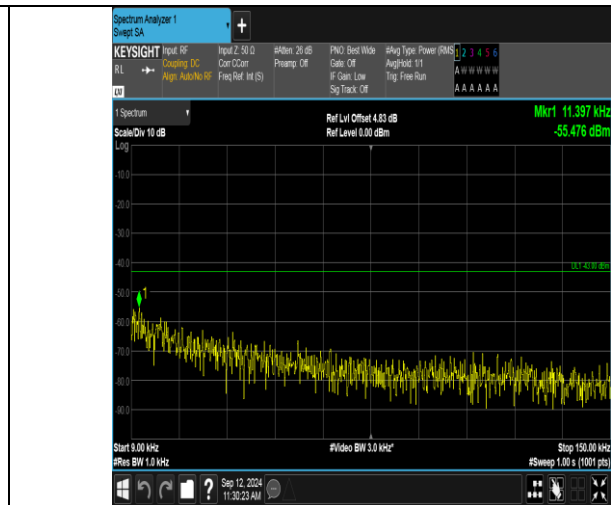 Spectrum Analyzer 1
Swept SA
+
KEYSIGHT Input: RF Input Z: 50 Ω #Atten: 26 dB PNO: Best Wide #Avg Type: Power (RMS 1 2 3 4 5 6
RL Coupling: DC Corr CCorr Preamp: Off Gate: Off Avg|Hold: 1/1 A W W W W W
Align: Auto/No RF Freq Ref: Int (S) IF Gain: Low Trig: Free Run
Sig Track: Off A A A A A A
LXI
1 Spectrum Ref Lvl Offset 4.83 dB Mkr1 11.397 kHz
Scale/Div 10 dB Ref Level 0.00 dBm -55.476 dBm
Log
-10.0
-20.0
-30.0
-40.0
DL1 -43.00 dBm
-50.0
1
-60.0
-70.0
-80.0
-90.0
Start 9.00 kHz #Video BW 3.0 kHz* Stop 150.00 kHz
#Res BW 1.0 kHz #Sweep 1.00 s (1001 pts)
? Sep 12, 2024
11:30:23 AM